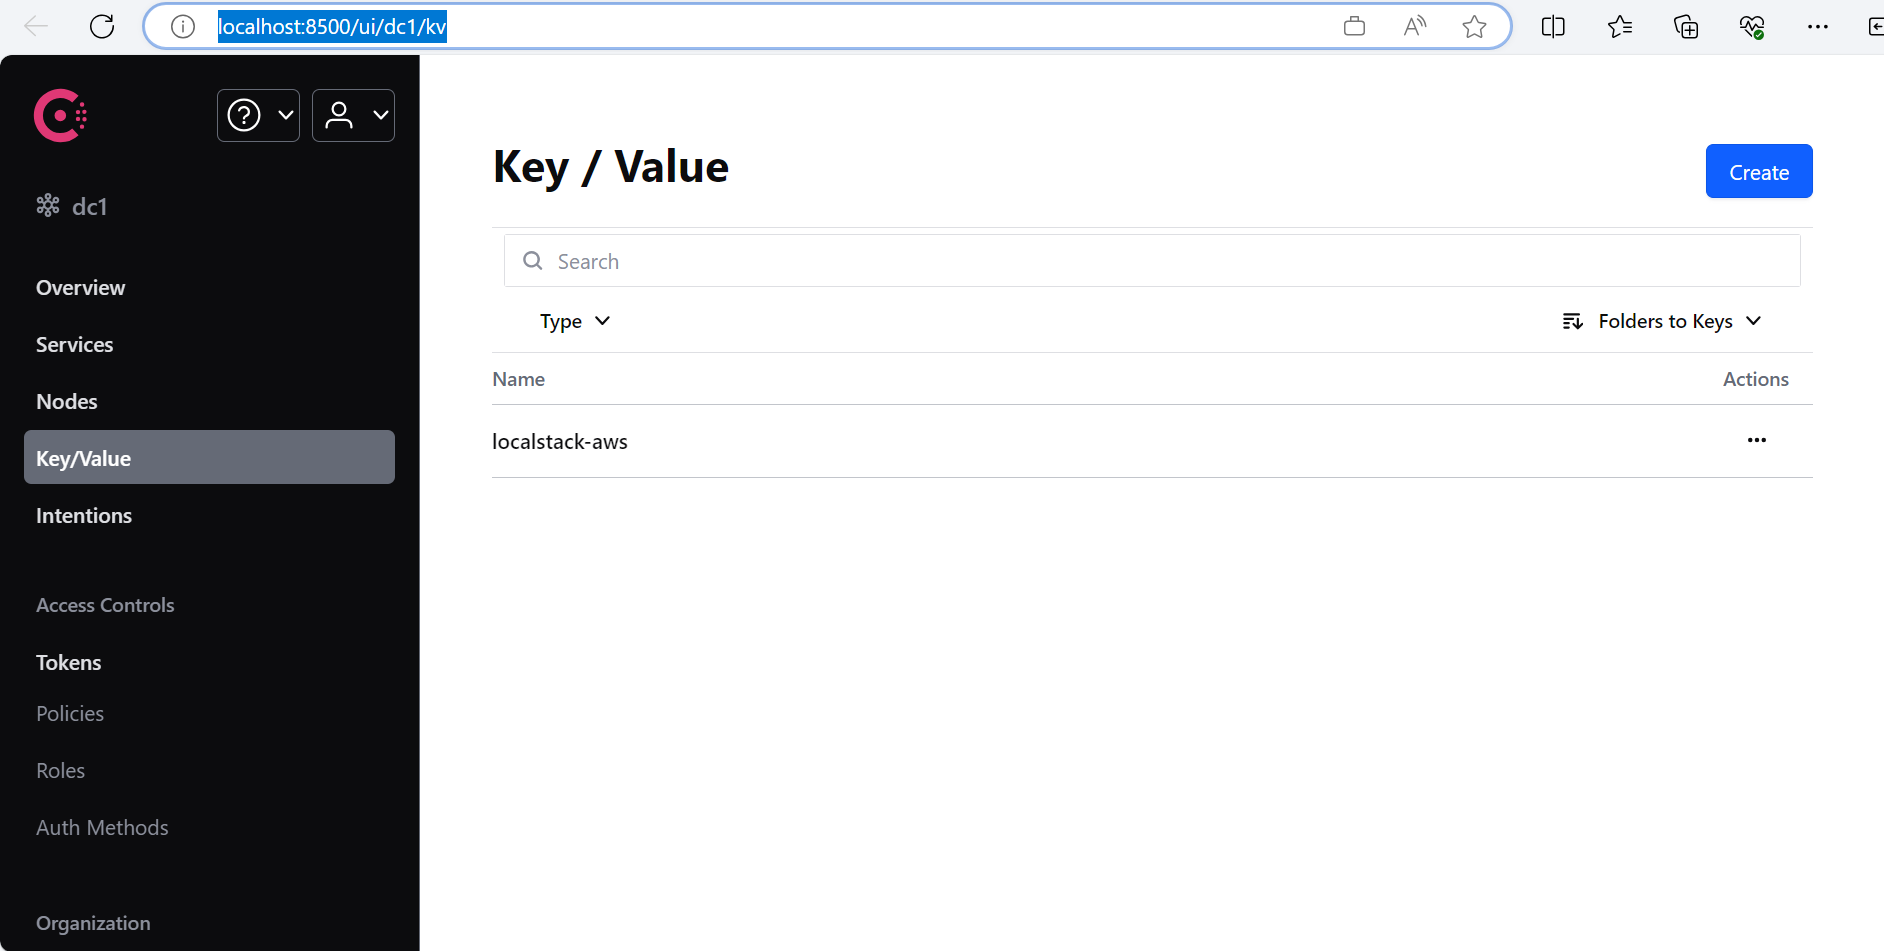 localhost:8500/ui/dc1/kv
dc1
Overview
Services
Nodes
Key/Value
Intentions
Access Controls
Tokens
Policies
Roles
Auth Methods
Organization
Key / Value
Create
Search
Type
Folders to Keys
Name
Actions
localstack-aws